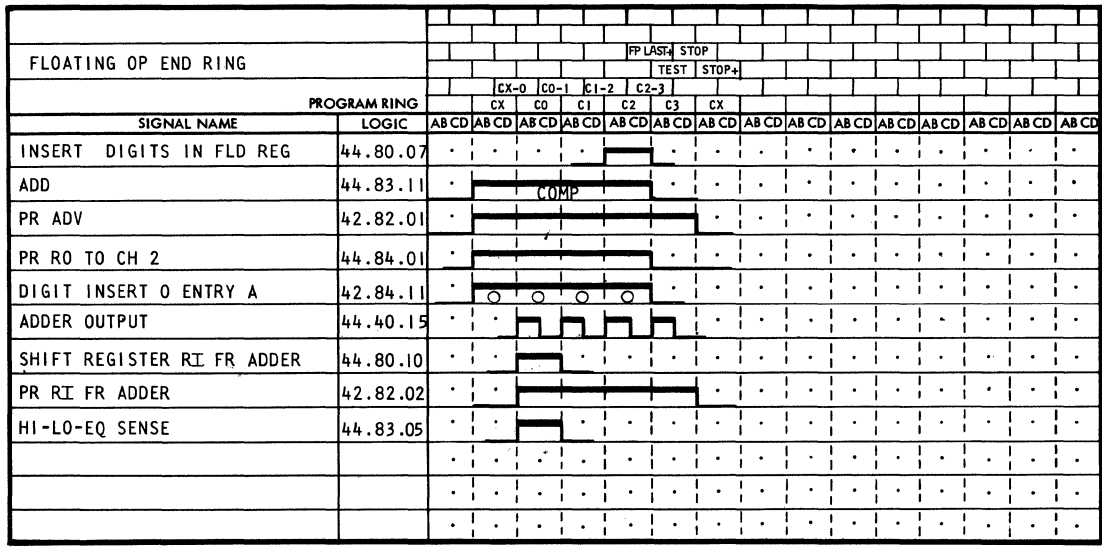 FP LAST+ STOP
FLOATING OP END RING
TEST STOP+
CX-0 C0-1 C1-2 C2-3
PROGRAM RING CX C0 C1 C2 C3 CX
SIGNAL NAME LOGIC AB CD AB CD AB CD AB CD AB CD AB CD AB CD AB CD AB CD AB CD AB CD AB CD AB CD AB CD AB CD
INSERT DIGITS IN FLD REG 44.80.07
ADD 44.83.11 COMP
PR ADV 42.82.01
PR RO TO CH 2 44.84.01
DIGIT INSERT O ENTRY A 42.84.11 O O O O
ADDER OUTPUT 44.40.15
SHIFT REGISTER RI FR ADDER 44.80.10
PR RI FR ADDER 42.82.02
HI-LO-EQ SENSE 44.83.05